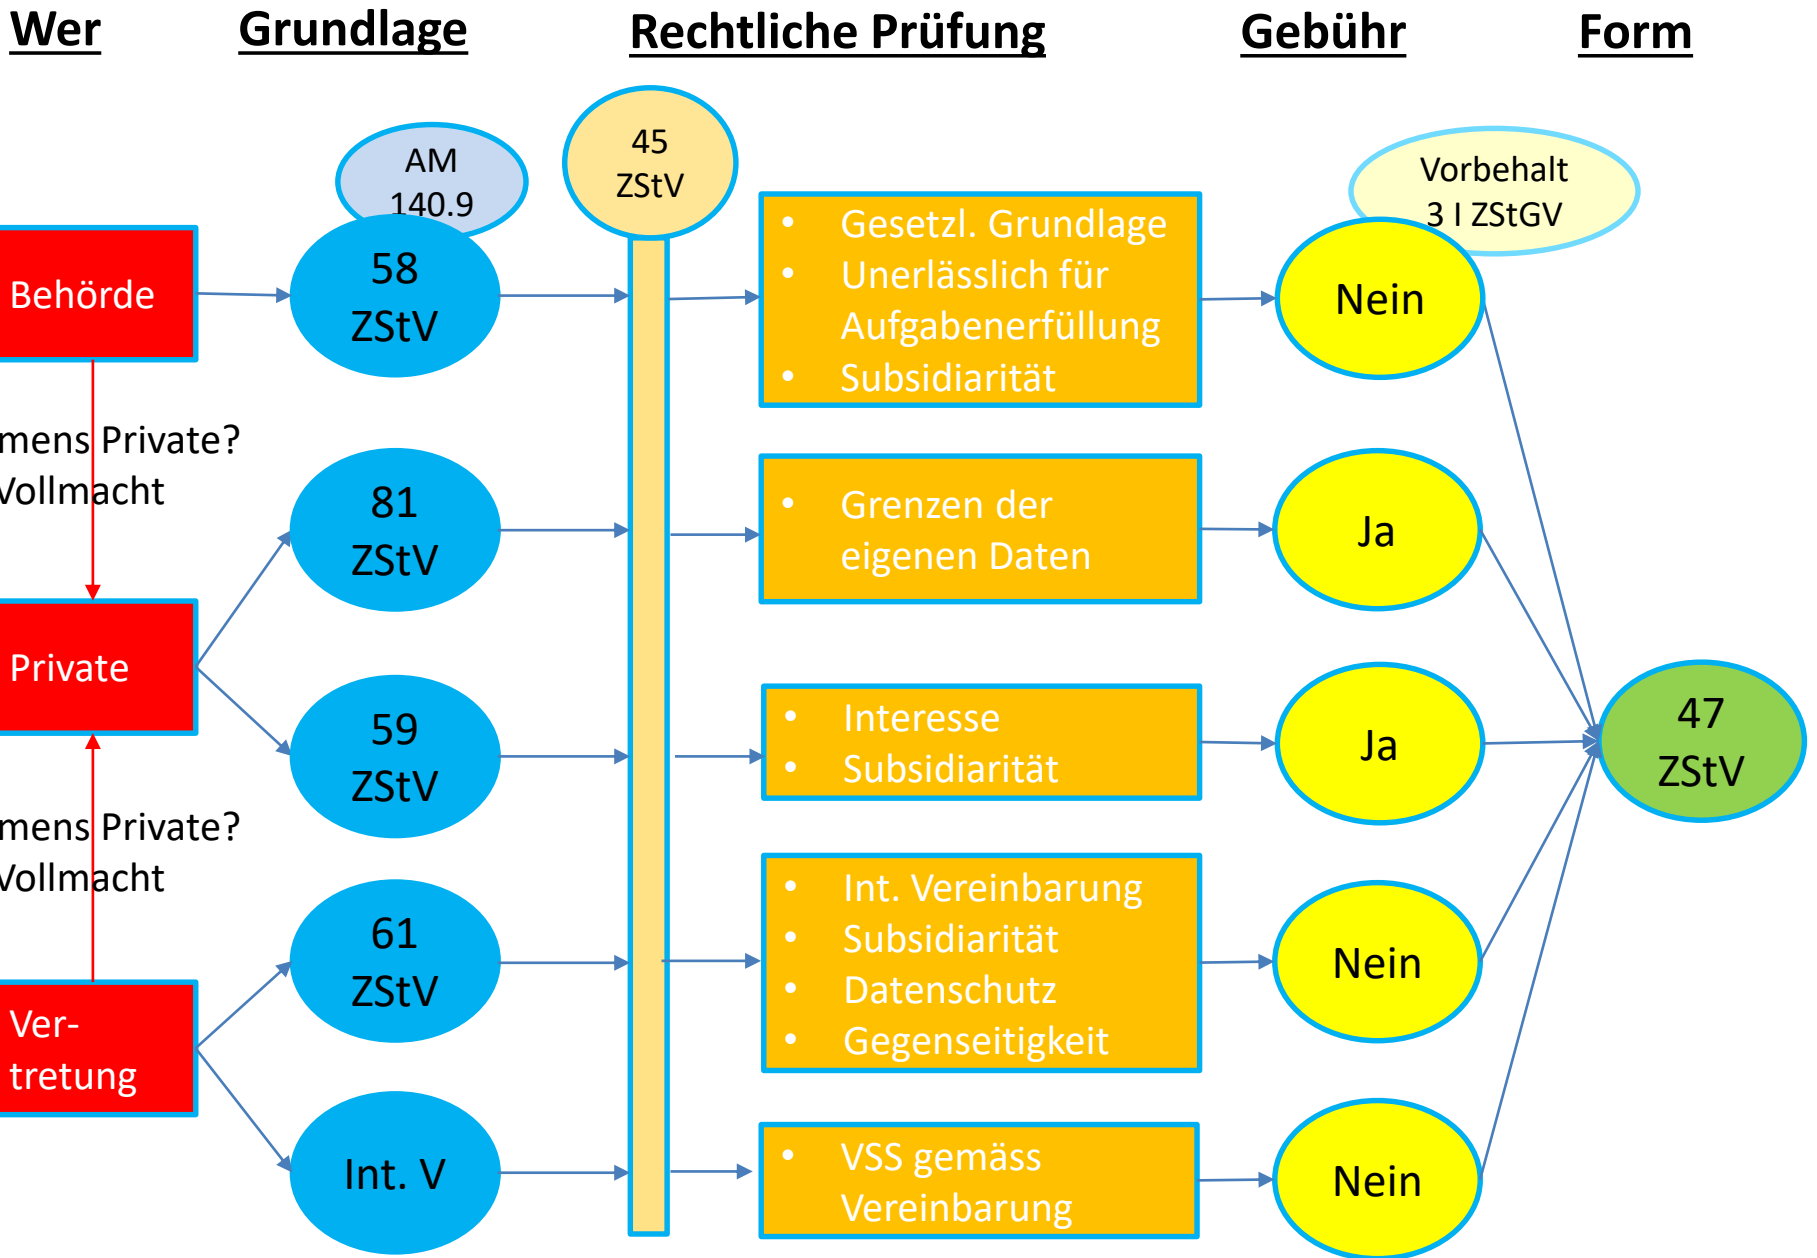 Wer
Grundlage
Rechtliche Prüfung
Gebühr
Form
AM
140.9
45
ZStV
Vorbehalt
3 I ZStGV
Behörde
58
ZStV
• Gesetzl. Grundlage
• Unerlässlich für
Aufgabenerfüllung
• Subsidiarität
Nein
mens Private?
Vollmacht
81
ZStV
• Grenzen der
eigenen Daten
Ja
Private
59
ZStV
• Interesse
• Subsidiarität
Ja
47
ZStV
mens Private?
Vollmacht
61
ZStV
• Int. Vereinbarung
• Subsidiarität
• Datenschutz
• Gegenseitigkeit
Nein
Ver-
tretung
Int. V
• VSS gemäss
Vereinbarung
Nein